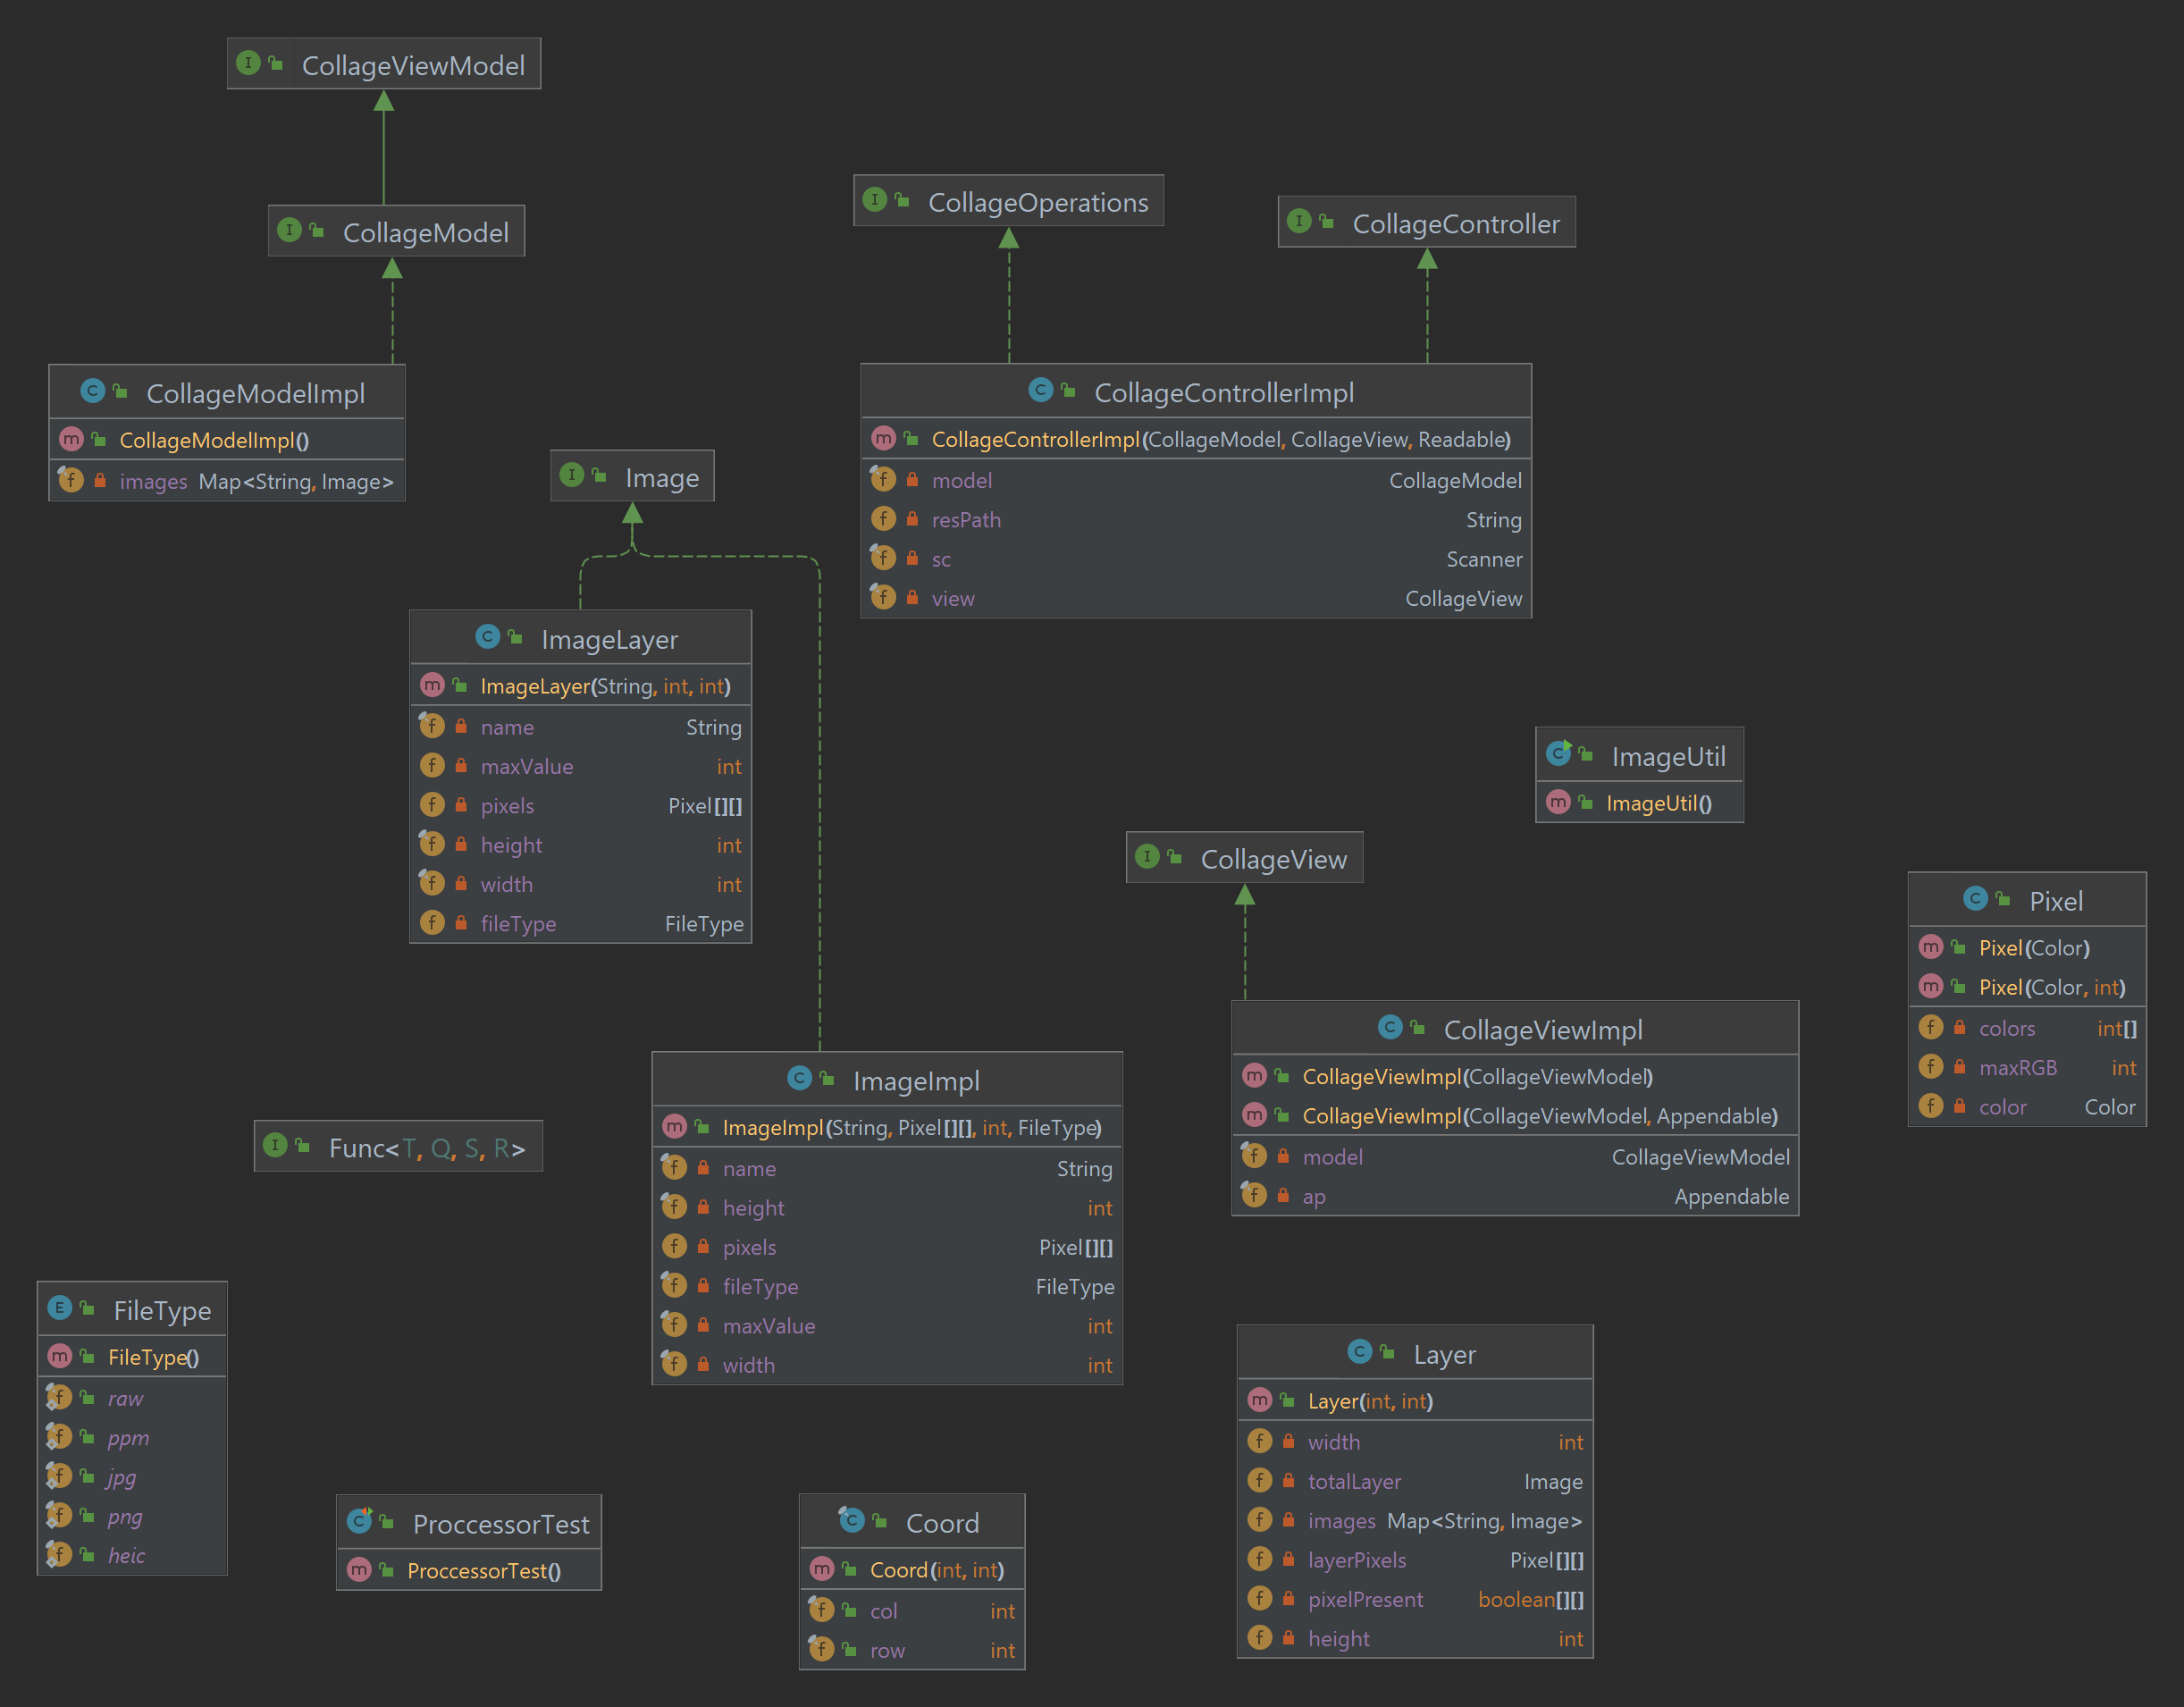 CollageViewModel
CollageModel
CollageOperations
CollageController
CollageModelImpl
CollageModelImpl()
images Map<String, Image>
CollageControllerImpl
CollageControllerImpl(CollageModel, CollageView, Readable)
model CollageModel
resPath String
sc Scanner
view CollageView
Image
ImageLayer
ImageLayer(String, int, int)
name String
maxValue int
pixels Pixel[][]
height int
width int
fileType FileType
ImageUtil
ImageUtil()
CollageView
Pixel
Pixel(Color)
Pixel(Color, int)
colors int[]
maxRGB int
color Color
CollageViewImpl
CollageViewImpl(CollageViewModel)
CollageViewImpl(CollageViewModel, Appendable)
model CollageViewModel
ap Appendable
ImageImpl
ImageImpl(String, Pixel[][], int, FileType)
name String
height int
pixels Pixel[][]
fileType FileType
maxValue int
width int
Func<T, Q, S, R>
FileType
FileType()
raw
ppm
jpg
png
heic
Layer
Layer(int, int)
width int
totalLayer Image
images Map<String, Image>
layerPixels Pixel[][]
pixelPresent boolean[][]
height int
ProccessorTest
ProccessorTest()
Coord
Coord(int, int)
col int
row int